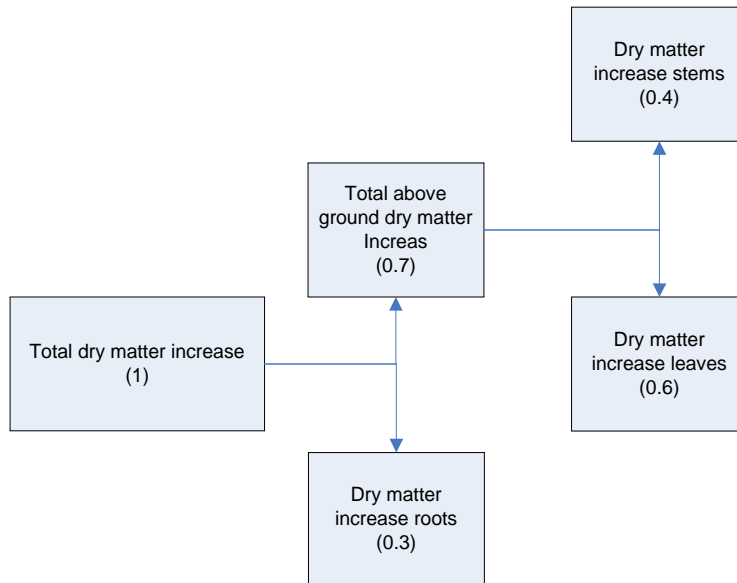 Dry matter
increase stems
(0.4)
Total above
ground dry matter
Increas
(0.7)
Total dry matter increase
(1)
Dry matter
increase leaves
(0.6)
Dry matter
increase roots
(0.3)